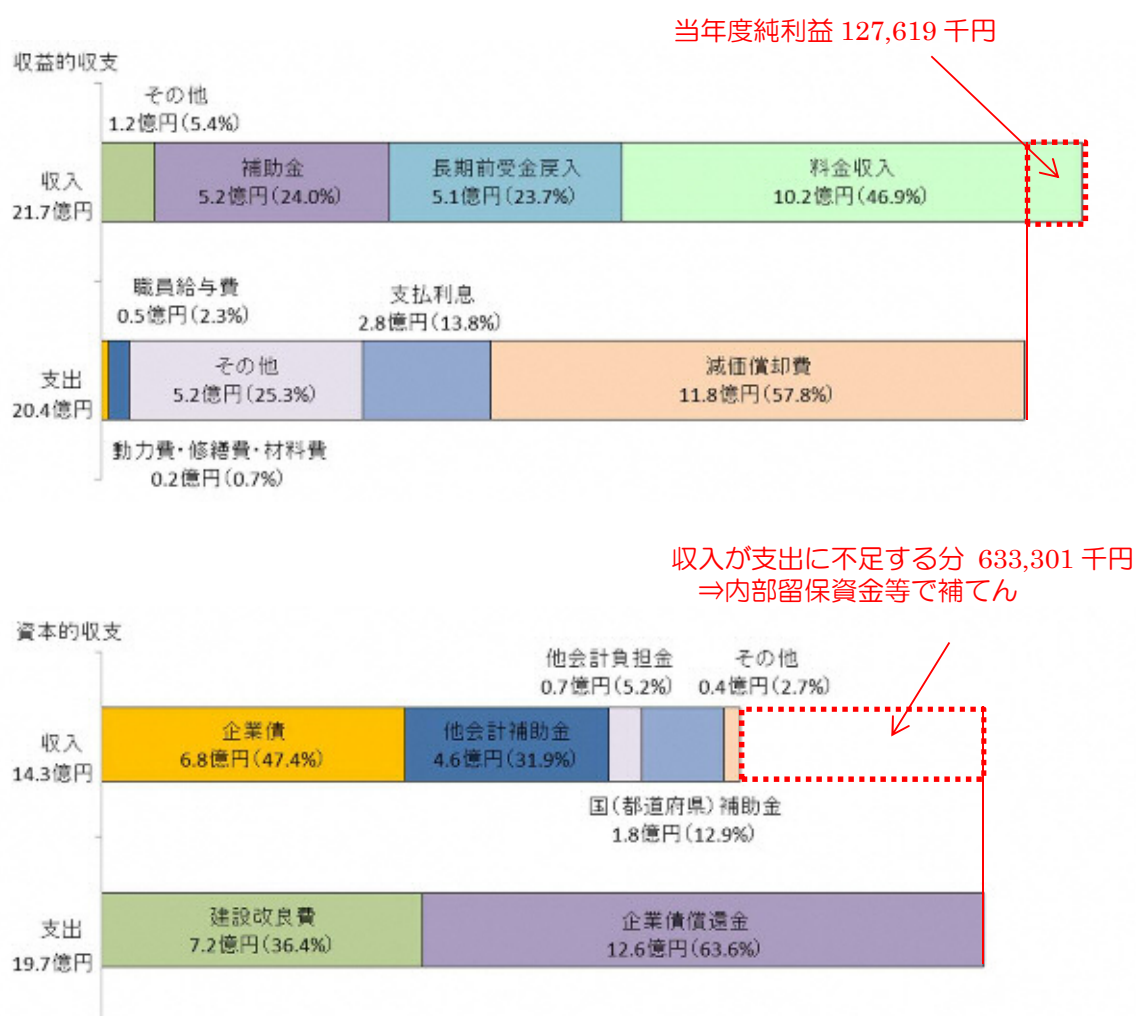 当年度純利益 127,619 千円
収益的収支
その他
1.2億円(5.4%)
収入
21.7億円
補助金
5.2億円(24.0%)
長期前受金戻入
5.1億円(23.7%)
料金収入
10.2億円(46.9%)
職員給与費
0.5億円(2.3%)
支払利息
2.8億円(13.8%)
支出
20.4億円
その他
5.2億円(25.3%)
減価償却費
11.8億円(57.8%)
動力費・修繕費・材料費
0.2億円(0.7%)
収入が支出に不足する分 633,301 千円
⇒内部留保資金等で補てん
資本的収支
他会計負担金
0.7億円(5.2%)
その他
0.4億円(2.7%)
収入
14.3億円
企業債
6.8億円(47.4%)
他会計補助金
4.6億円(31.9%)
国(都道府県)補助金
1.8億円(12.9%)
支出
19.7億円
建設改良費
7.2億円(36.4%)
企業債償還金
12.6億円(63.6%)